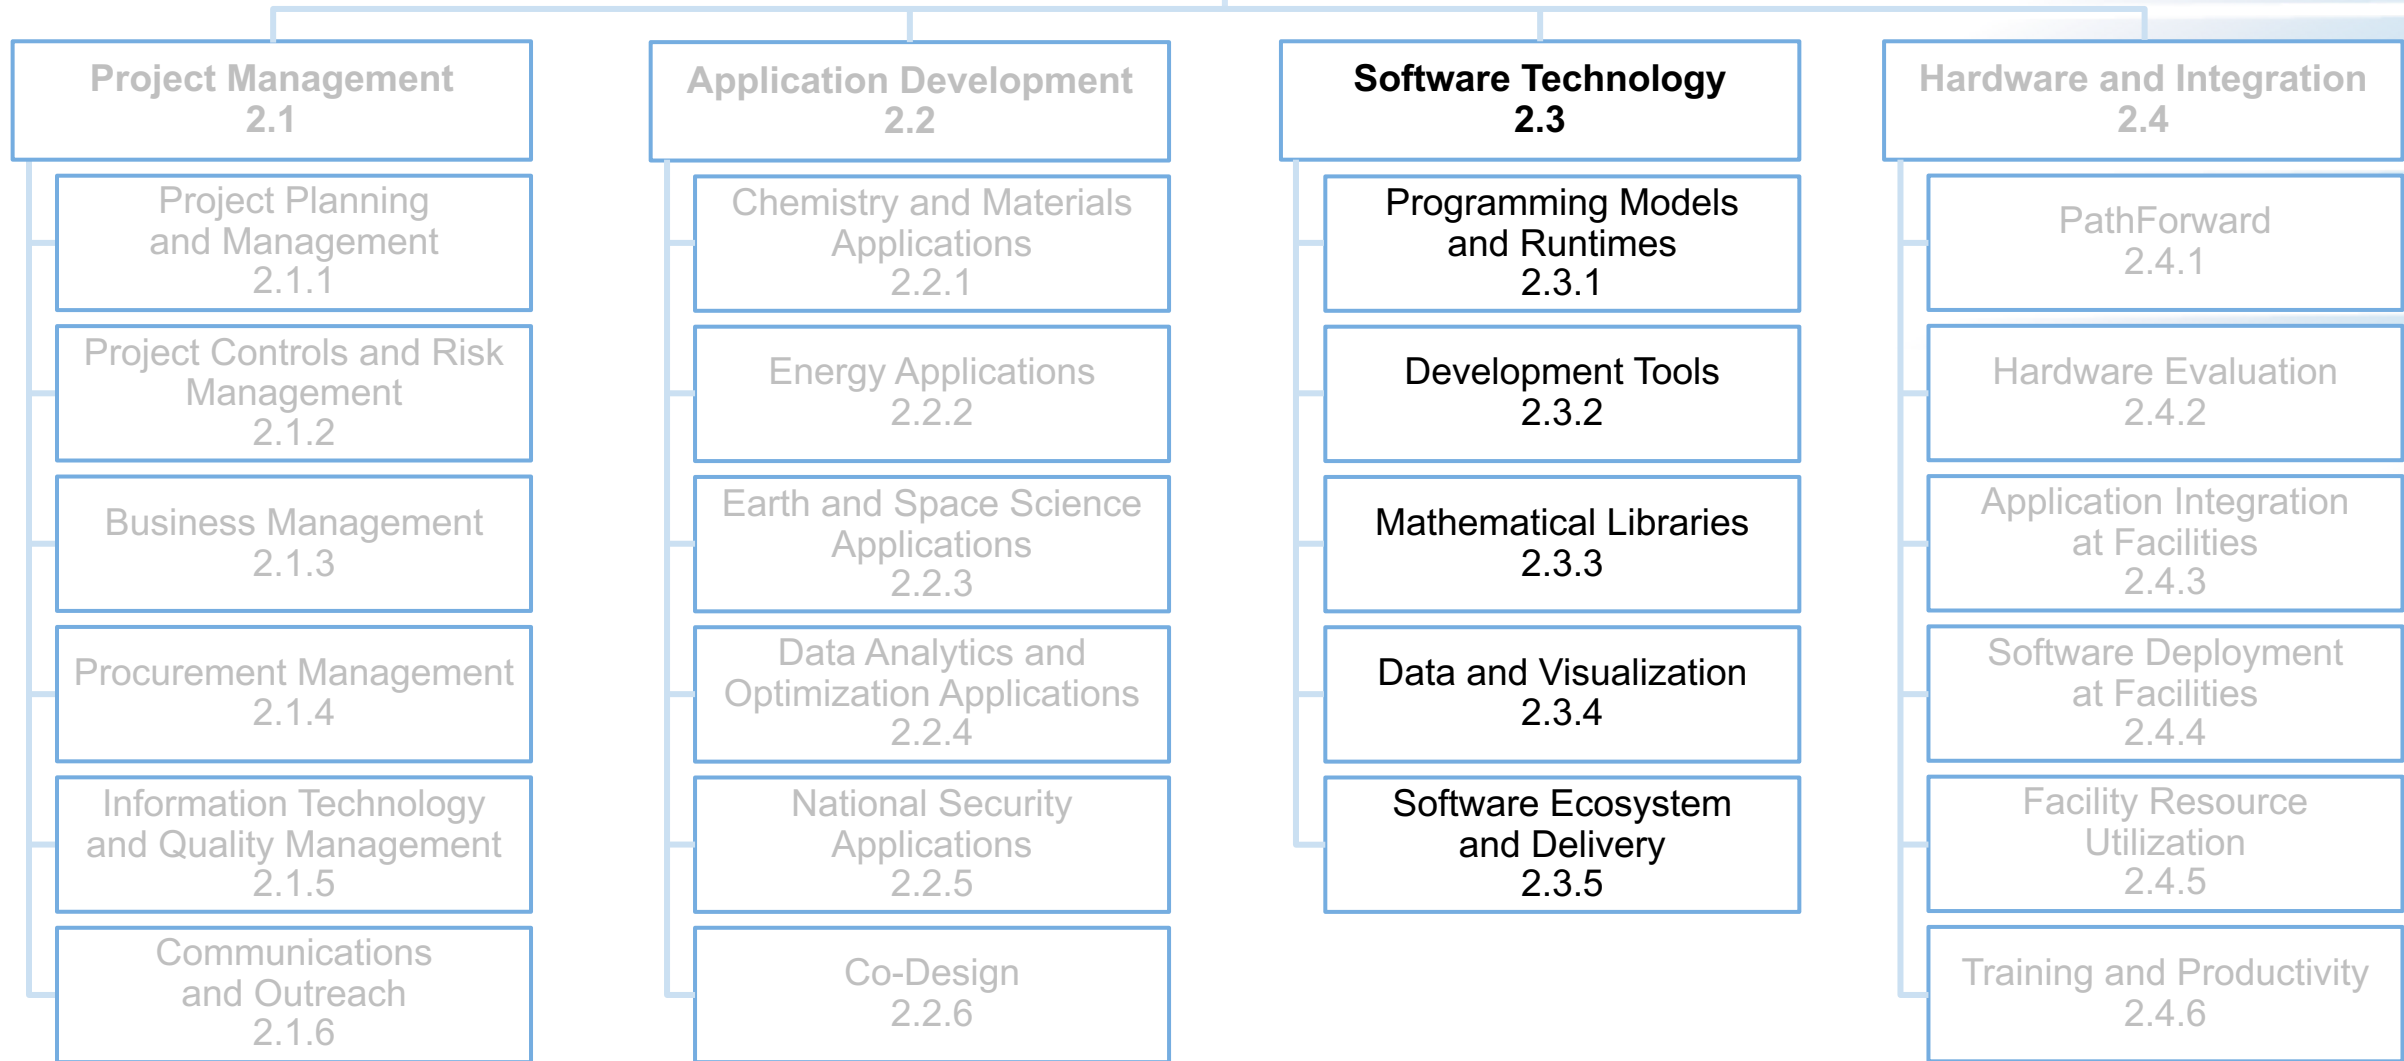 Project Management
2.1
Project Planning
and Management
2.1.1
Project Controls and Risk
Management
2.1.2
Business Management
2.1.3
Procurement Management
2.1.4
Information Technology
and Quality Management
2.1.5
Communications
and Outreach
2.1.6
Application Development
2.2
Chemistry and Materials
Applications
2.2.1
Energy Applications
2.2.2
Earth and Space Science
Applications
2.2.3
Data Analytics and
Optimization Applications
2.2.4
National Security
Applications
2.2.5
Co-Design
2.2.6
Software Technology
2.3
Programming Models
and Runtimes
2.3.1
Development Tools
2.3.2
Mathematical Libraries
2.3.3
Data and Visualization
2.3.4
Software Ecosystem
and Delivery
2.3.5
Hardware and Integration
2.4
PathForward
2.4.1
Hardware Evaluation
2.4.2
Application Integration
at Facilities
2.4.3
Software Deployment
at Facilities
2.4.4
Facility Resource
Utilization
2.4.5
Training and Productivity
2.4.6